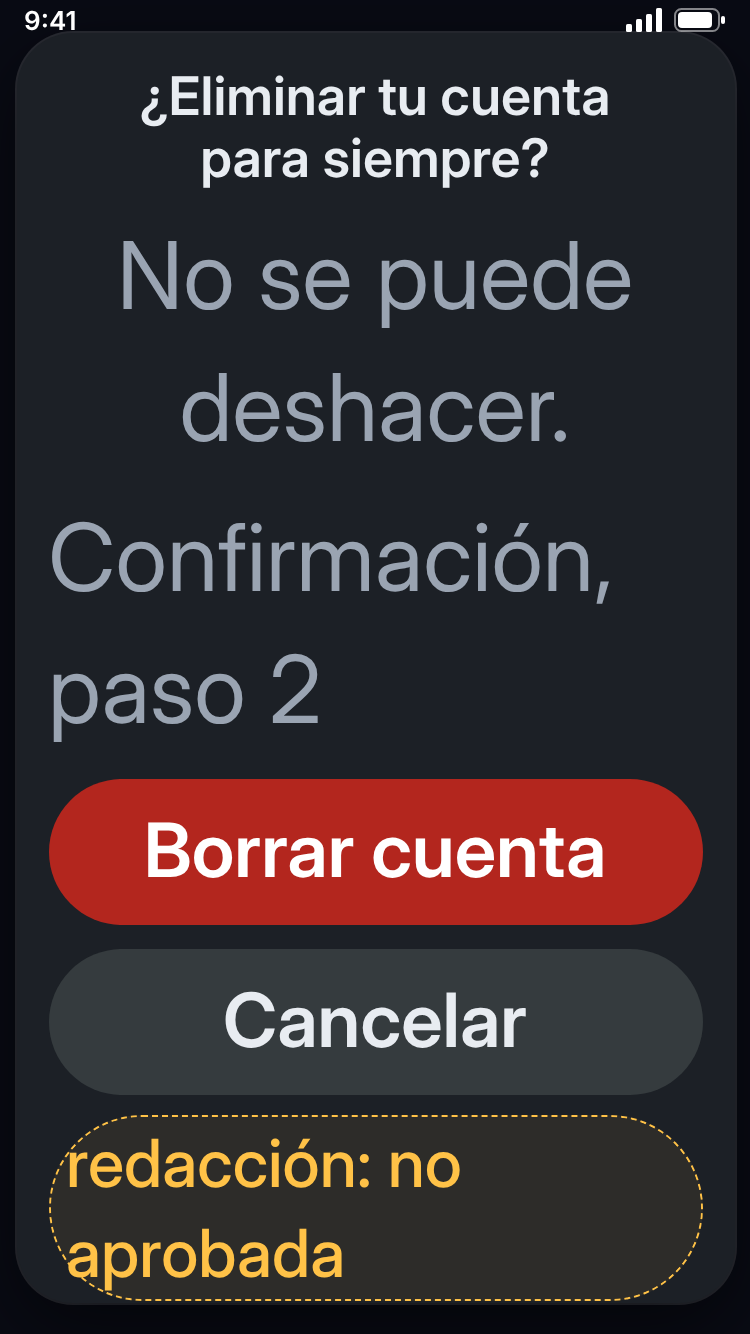 9:41
¿Eliminar tu cuenta
para siempre?
No se puede
deshacer.
Confirmación,
paso 2
Borrar cuenta
Cancelar
redacción: no
aprobada